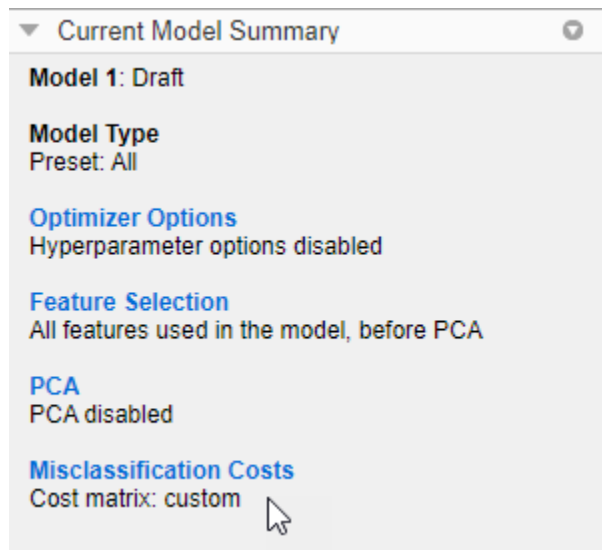 Current Model Summary
Model 1: Draft
Model Type
Preset: All
Optimizer Options
Hyperparameter options disabled
Feature Selection
All features used in the model, before PCA
PCA
PCA disabled
Misclassification Costs
Cost matrix: custom